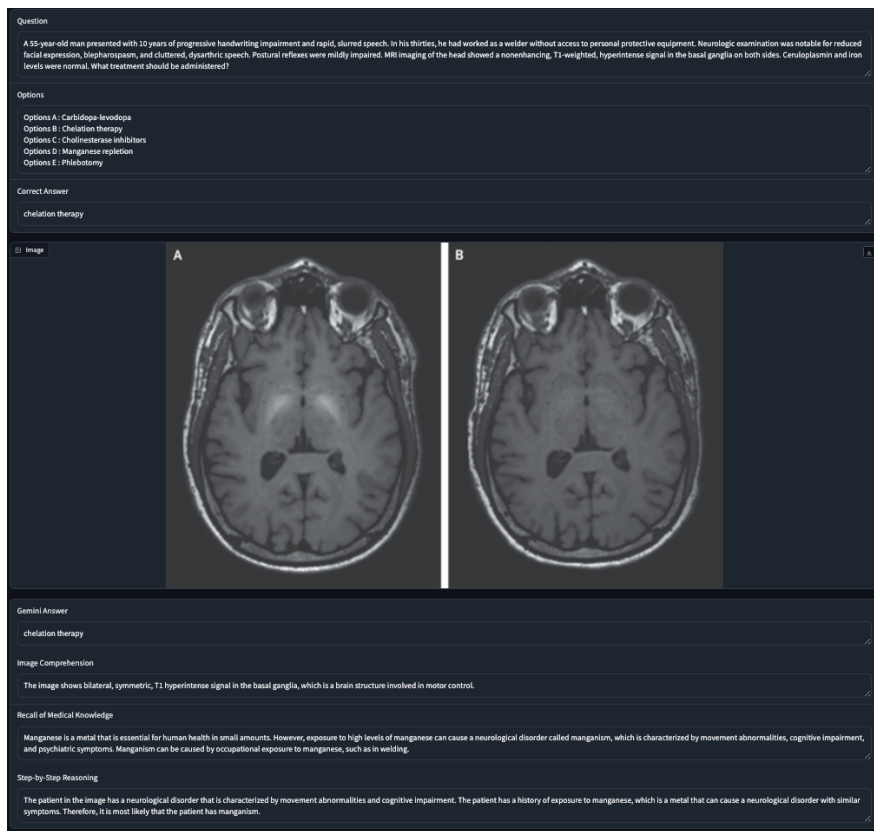 Question
A 55-year-old man presented with 10 years of progressive handwriting impairment and rapid, slurred speech. In his thirties, he had worked as a welder without access to personal protective equipment. Neurologic examination was notable for reduced
facial expression, blepharospasm, and cluttered, dysarthric speech. Postural reflexes were mildly impaired. MRI imaging of the head showed a nonenhancing, T1-weighted, hyperintense signal in the basal ganglia on both sides. Ceruloplasmin and iron
levels were normal. What treatment should be administered?
Options
Options A : Carbidopa-levodopa
Options B : Chelation therapy
Options C : Cholinesterase inhibitors
Options D : Manganese repletion
Options E : Phlebotomy
Correct Answer
chelation therapy
Image
A
B
Gemini Answer
chelation therapy
Image Comprehension
The image shows bilateral, symmetric, T1 hyperintense signal in the basal ganglia, which is a brain structure involved in motor control.
Recall of Medical Knowledge
Manganese is a metal that is essential for human health in small amounts. However, exposure to high levels of manganese can cause a neurological disorder called manganism, which is characterized by movement abnormalities, cognitive impairment,
and psychiatric symptoms. Manganism can be caused by occupational exposure to manganese, such as in welding.
Step-by-Step Reasoning
The patient in the image has a neurological disorder that is characterized by movement abnormalities and cognitive impairment. The patient has a history of exposure to manganese, which is a metal that can cause a neurological disorder with similar
symptoms. Therefore, it is most likely that the patient has manganism.